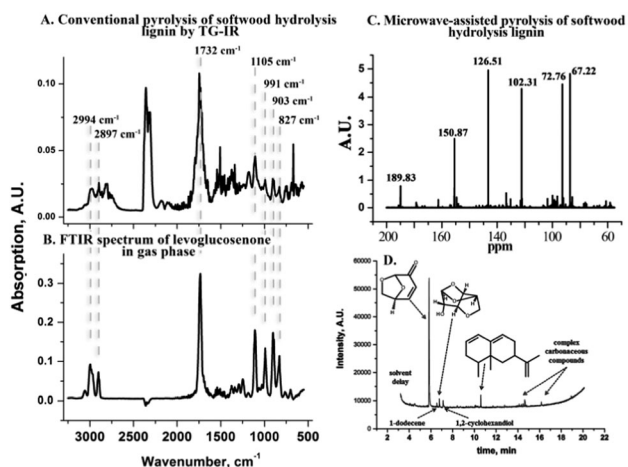 A. Conventional pyrolysis of softwood hydrolysis
lignin by TG-IR
1732 cm⁻¹
1105 cm⁻¹
991 cm⁻¹
903 cm⁻¹
827 cm⁻¹
2994 cm⁻¹
2897 cm⁻¹
0.10
0.05
0.00
Absorption, A.U.
B. FTIR spectrum of levoglucosenone
in gas phase
0.3
0.2
0.1
0.0
3000 2500 2000 1500 1000 500
Wavenumber, cm⁻¹
C. Microwave-assisted pyrolysis of softwood
hydrolysis lignin
126.51
102.31
72.76
67.22
150.87
189.83
5
4
3
2
1
0
A.U.
200 180 140 100 60
ppm
D.
60000
50000
40000
30000
20000
10000
0
Intensity, A.U.
O
O
O
H
H
O
H
O
HO
H
O
solvent
delay
complex
carbonaceous
compounds
1-dodecene
1,2-cyclohezandiol
2 4 6 8 10 12 14 16 18 20 22
time, min